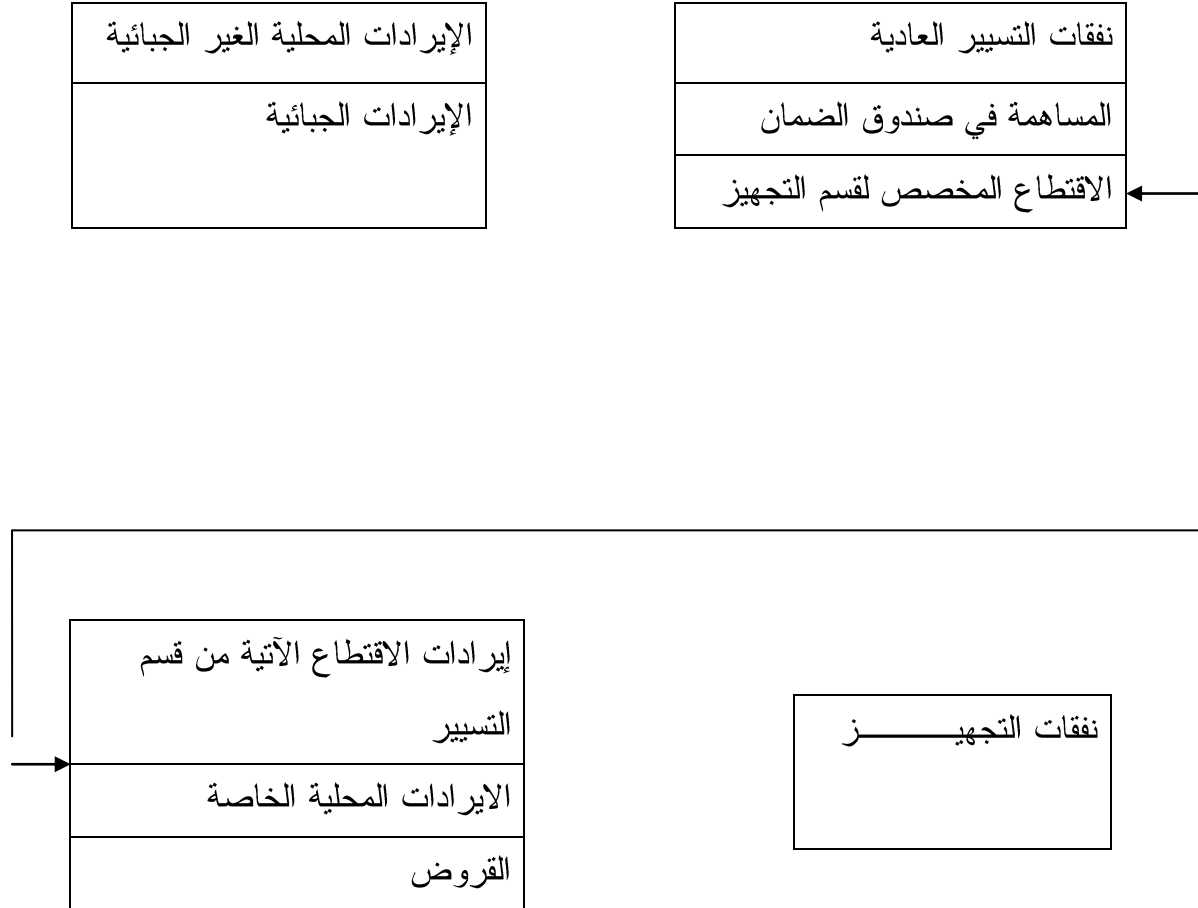 نفقات التسيير العادية
المساهمة في صندوق الضمان
الاقتطاع المخصص لقسم التجهيز
الإيرادات المحلية الغير الجبائية
الإيرادات الجبائية
نفقات التجهيـــــــــــز
إيرادات الاقتطاع الآتية من قسم
التسيير
الايرادات المحلية الخاصة
القروض